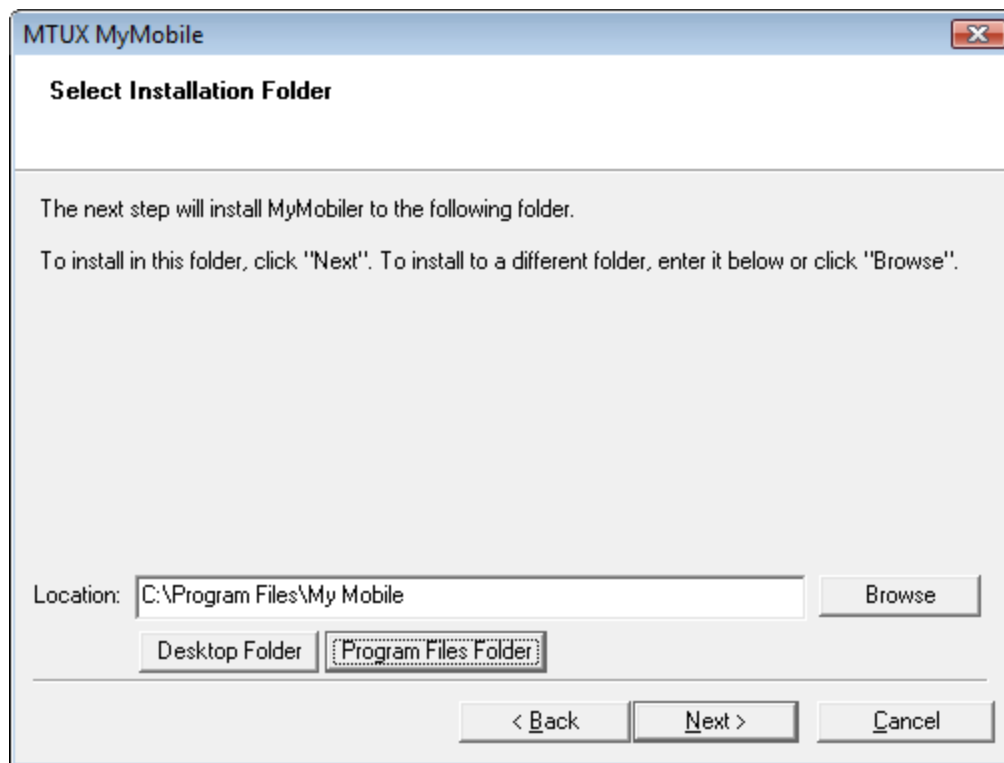 MTUX MyMobile
Select Installation Folder
The next step will install MyMobiler to the following folder.
To install in this folder, click "Next". To install to a different folder, enter it below or click "Browse".
Location: C:\Program Files\My Mobile Browse
Desktop Folder Program Files Folder
< Back Next > Cancel